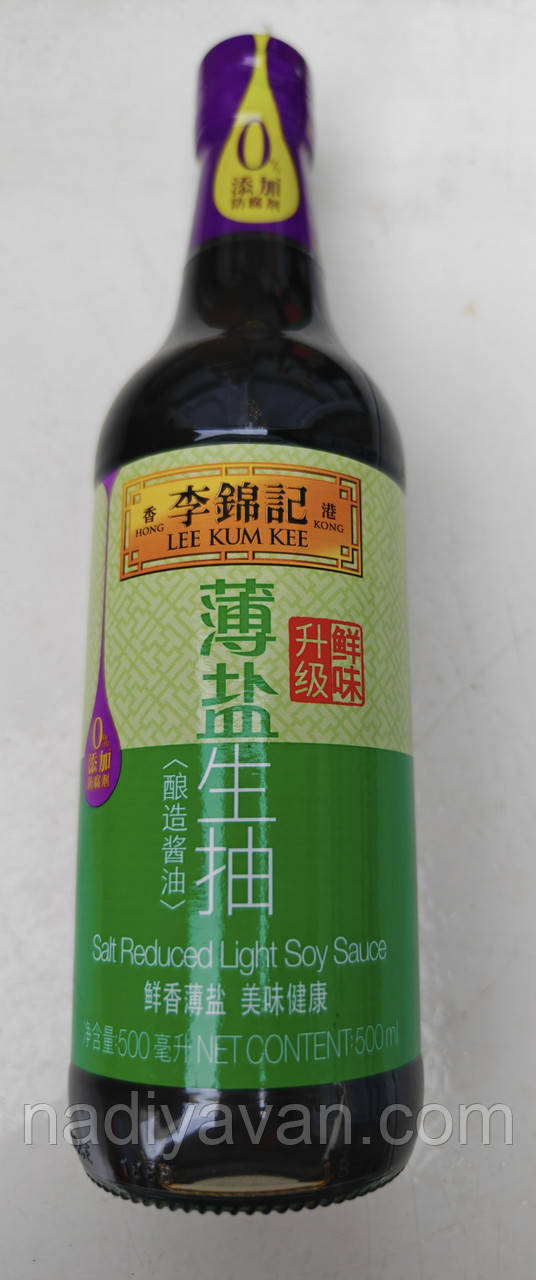 0%
添加
防腐剂
香 李錦記 港
HONG LEE KUM KEE KONG
薄盐生抽
鲜味
升级
0%
添加
防腐剂
〈酿造酱油〉
Salt Reduced Light Soy Sauce
鲜香薄盐 美味健康
净含量:500毫升 NET CONTENT:500ml
nadiyavan.com